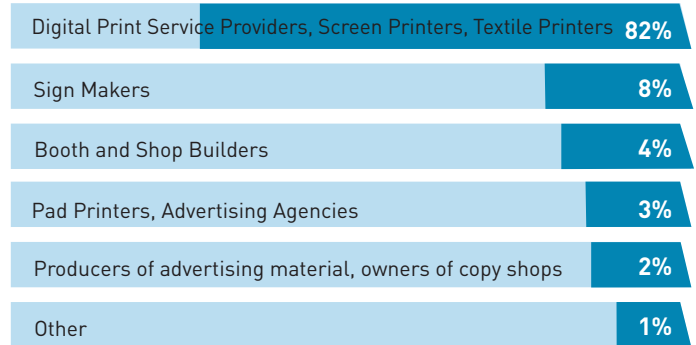 Digital Print Service Providers, Screen Printers, Textile Printers 82%
Sign Makers 8%
Booth and Shop Builders 4%
Pad Printers, Advertising Agencies 3%
Producers of advertising material, owners of copy shops 2%
Other 1%